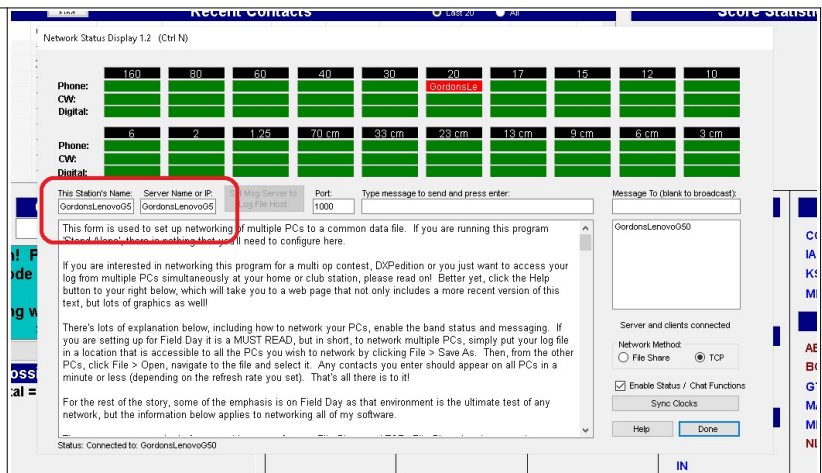 Recent Contacts
Last 20
All
Network Status Display 1.2 (Ctrl N)
160 80 60 40 30 20 17 15 12 10
Phone: GordonsLe
CW:
Digital:
6 2 1.25 70 cm 33 cm 23 cm 13 cm 9 cm 6 cm 3 cm
Phone:
CW:
Digital:
This Station's Name: Server Name or IP: Msg Server to Port: Type message to send and press enter: Message To (blank to broadcast):
GordonsLenovoG5 GordonsLenovoG5 Log File Host 1000
This form is used to set up networking of multiple PCs to a common data file. If you are running this program
'Stand Alone', there is nothing that you'll need to configure here.
If you are interested in networking this program for a multi op contest, DXPedition or you just want to access your
log from multiple PCs simultaneously at your home or club station, please read on! Better yet, click the Help
button to your right below, which will take you to a web page that not only includes a more recent version of this
text, but lots of graphics as well!
There's lots of explanation below, including how to network your PCs, enable the band status and messaging. If
you are setting up for Field Day it is a MUST READ, but in short, to network multiple PCs, simply put your log file
in a location that is accessible to all the PCs you wish to network by clicking File > Save As. Then, from the other
PCs, click File > Open, navigate to the file and select it. Any contacts you enter should appear on all PCs in a
minute or less (depending on the refresh rate you set). That's all there is to it!
For the rest of the story, some of the emphasis is on Field Day as that environment is the ultimate test of any
network, but the information below applies to networking all of my software.
GordonsLenovoG50
Server and clients connected
Network Method:
File Share TCP
Enable Status / Chat Functions
Sync Clocks
Help Done
Status: Connected to: GordonsLenovoG50
IN